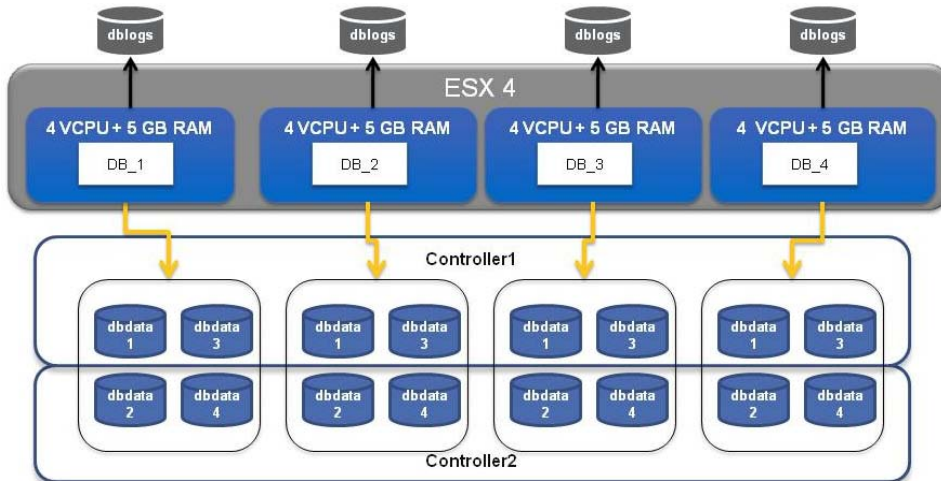 dblogs dblogs dblogs dblogs
ESX 4
4 VCPU + 5 GB RAM 4 VCPU + 5 GB RAM 4 VCPU + 5 GB RAM 4 VCPU + 5 GB RAM
DB_1 DB_2 DB_3 DB_4
Controller1
dbdata 1 dbdata 3 dbdata 1 dbdata 3 dbdata 1 dbdata 3 dbdata 1 dbdata 3
dbdata 2 dbdata 4 dbdata 2 dbdata 4 dbdata 2 dbdata 4 dbdata 2 dbdata 4
Controller2